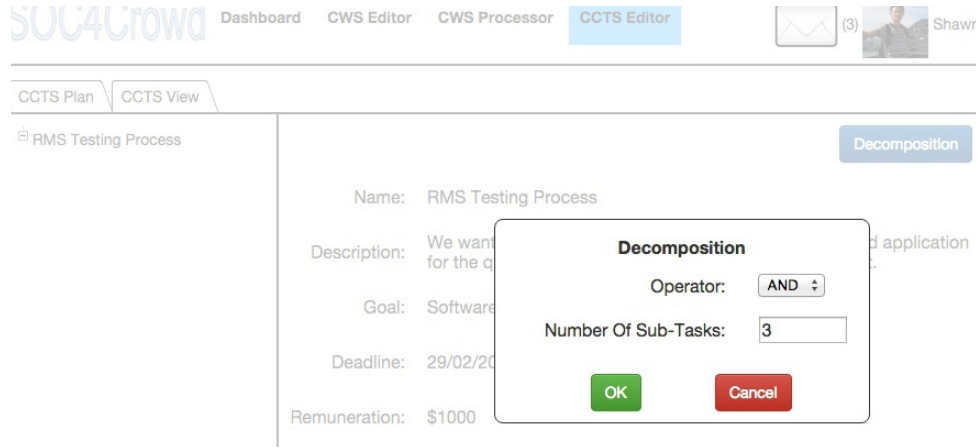 SOC4Crowd Dashboard CWS Editor CWS Processor CCTS Editor (3) Shawn
CCTS Plan CCTS View
RMS Testing Process
Decomposition
Name: RMS Testing Process
Description: We want d application
for the q t.
Goal: Software
Deadline: 29/02/20
Remuneration: $1000
Decomposition
Operator: AND
Number Of Sub-Tasks: 3
OK Cancel